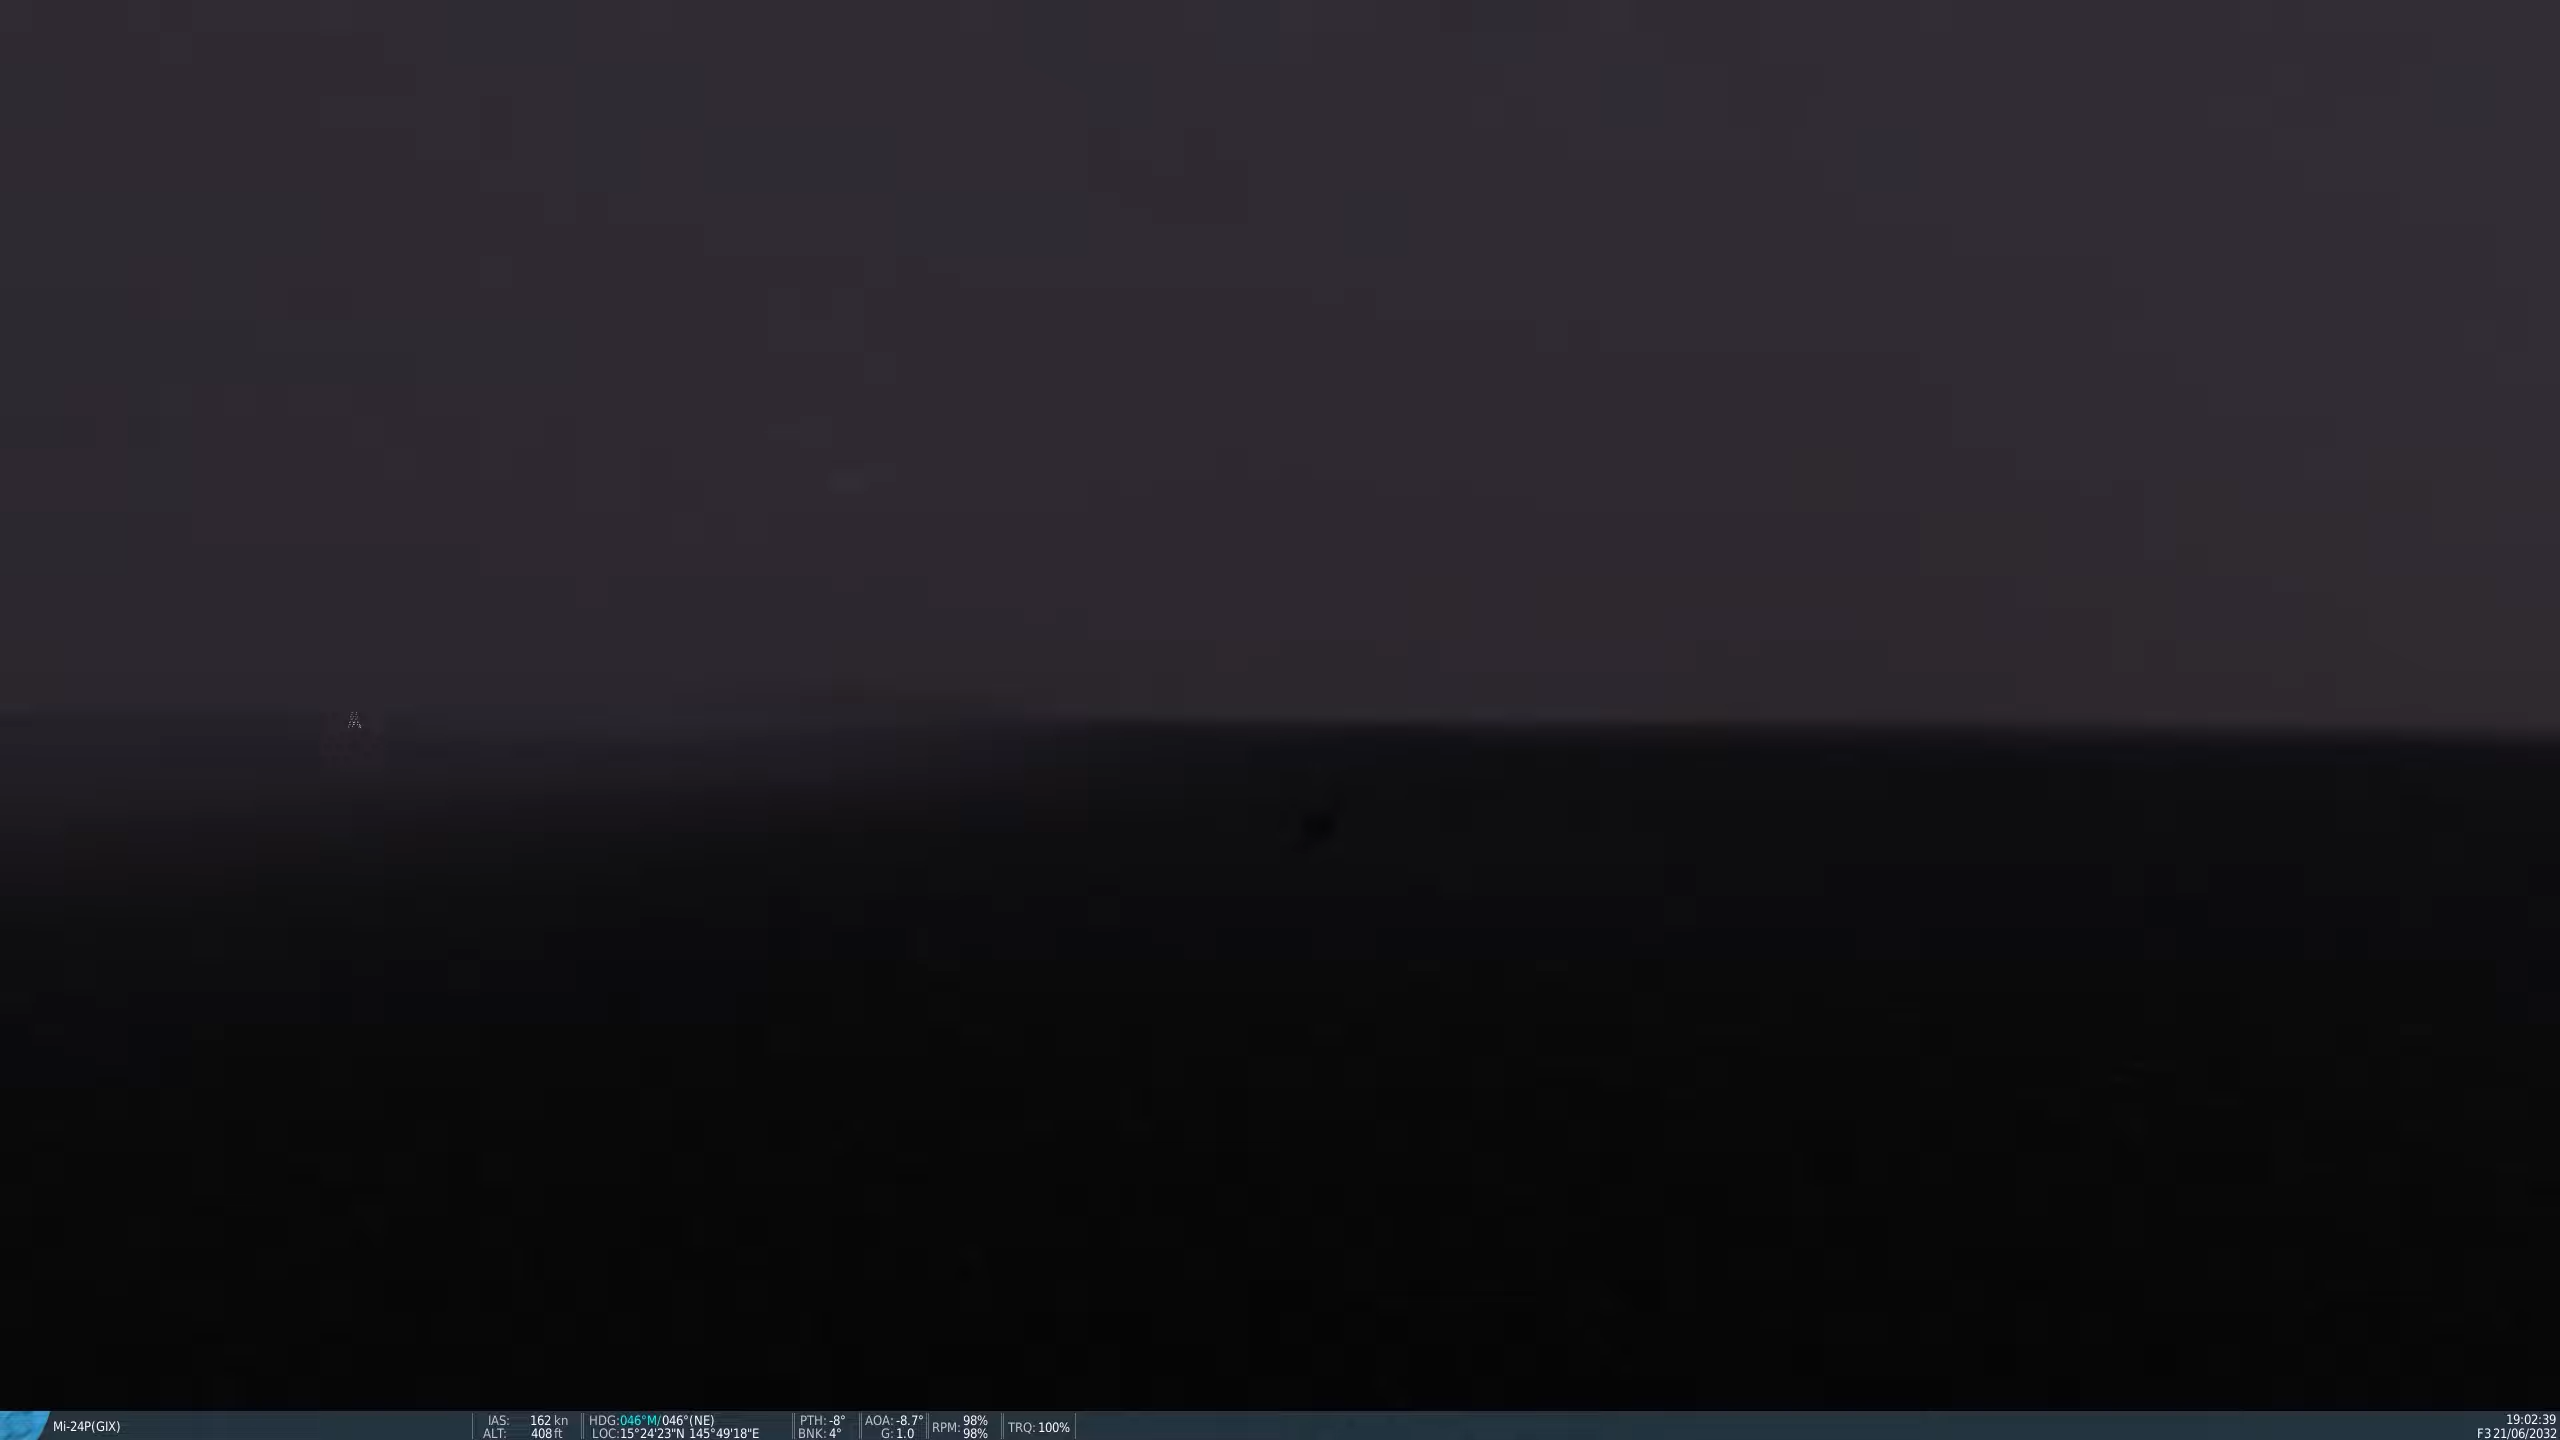 Mi-24P(GIX)
IAS: 162 kn
ALT: 408 ft
HDG:046°M/046°(NE)
LOC:15°24'23"N 145°49'18"E
PTH: -8°
BNK: 4°
AOA: -8.7°
G: 1.0
RPM: 98%
98%
TRQ: 100%
19:02:39
F3 21/06/2032